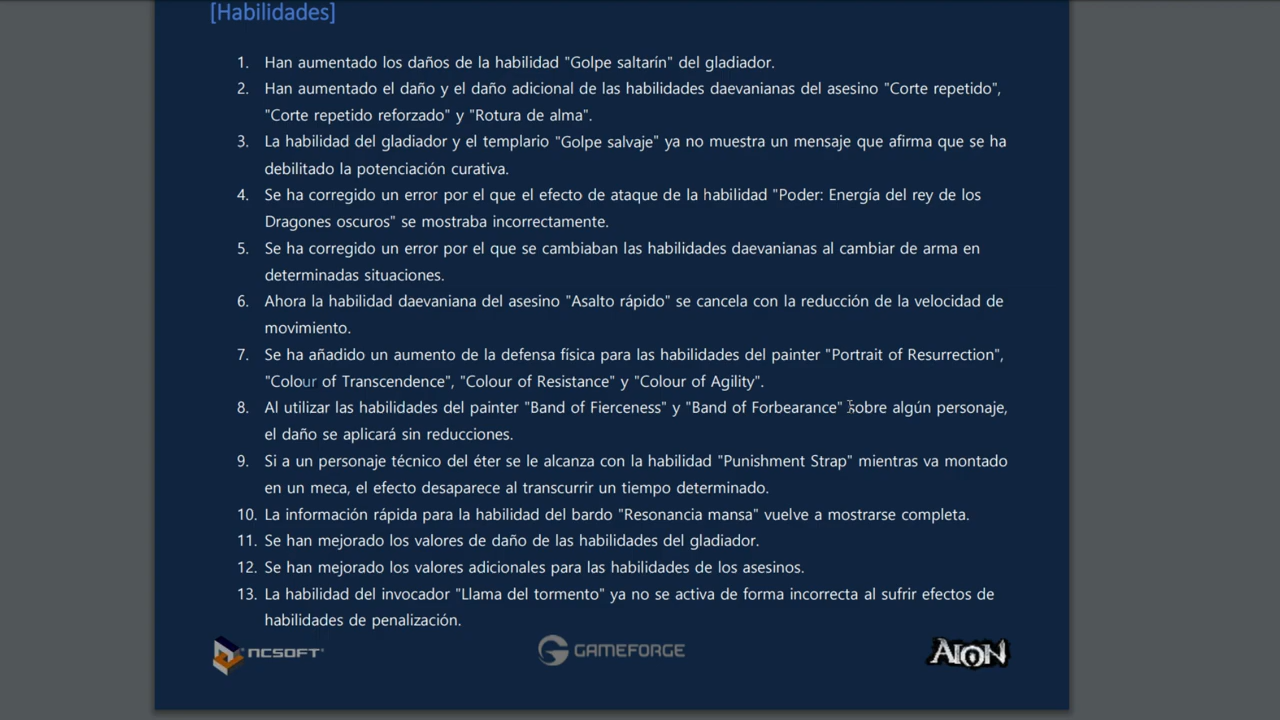 [Habilidades]
1. Han aumentado los daños de la habilidad "Golpe saltarín" del gladiador.
2. Han aumentado el daño y el daño adicional de las habilidades daevanianas del asesino "Corte repetido",
"Corte repetido reforzado" y "Rotura de alma".
3. La habilidad del gladiador y el templario "Golpe salvaje" ya no muestra un mensaje que afirma que se ha
debilitado la potenciación curativa.
4. Se ha corregido un error por el que el efecto de ataque de la habilidad "Poder: Energía del rey de los
Dragones oscuros" se mostraba incorrectamente.
5. Se ha corregido un error por el que se cambiaban las habilidades daevanianas al cambiar de arma en
determinadas situaciones.
6. Ahora la habilidad daevaniana del asesino "Asalto rápido" se cancela con la reducción de la velocidad de
movimiento.
7. Se ha añadido un aumento de la defensa física para las habilidades del painter "Portrait of Resurrection",
"Colour of Transcendence", "Colour of Resistance" y "Colour of Agility".
8. Al utilizar las habilidades del painter "Band of Fierceness" y "Band of Forbearance" sobre algún personaje,
el daño se aplicará sin reducciones.
9. Si a un personaje técnico del éter se le alcanza con la habilidad "Punishment Strap" mientras va montado
en un meca, el efecto desaparece al transcurrir un tiempo determinado.
10. La información rápida para la habilidad del bardo "Resonancia mansa" vuelve a mostrarse completa.
11. Se han mejorado los valores de daño de las habilidades del gladiador.
12. Se han mejorado los valores adicionales para las habilidades de los asesinos.
13. La habilidad del invocador "Llama del tormento" ya no se activa de forma incorrecta al sufrir efectos de
habilidades de penalización.
NCSOFT® GAMEFORGE AION